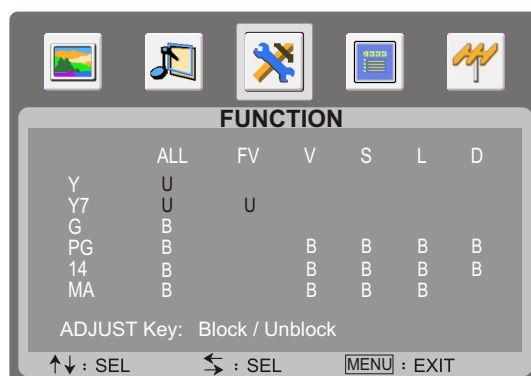 FUNCTION
ALL FV V S L D
Y U
Y7 U U
G B
PG B B B B B
14 B B B B B
MA B B B B
ADJUST Key: Block / Unblock
↑↓ : SEL ⇆ : SEL MENU : EXIT